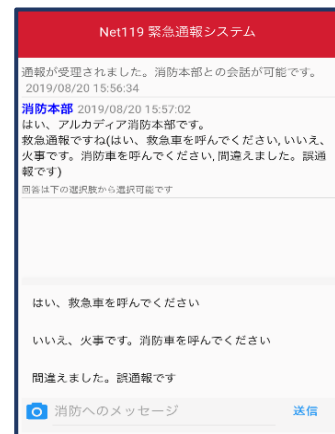 Net119 緊急通報システム
通報が受理されました。消防本部との会話が可能です。
2019/08/20 15:56:34
消防本部 2019/08/20 15:57:02
はい、アルカディア消防本部です。
救急通報ですね(はい、救急車を呼んでください, いいえ、
火事です。消防車を呼んでください, 間違えました。誤通
報です)
回答は下の選択肢から選択可能です
はい、救急車を呼んでください
いいえ、火事です。消防車を呼んでください
間違えました。誤通報です
消防へのメッセージ 送信